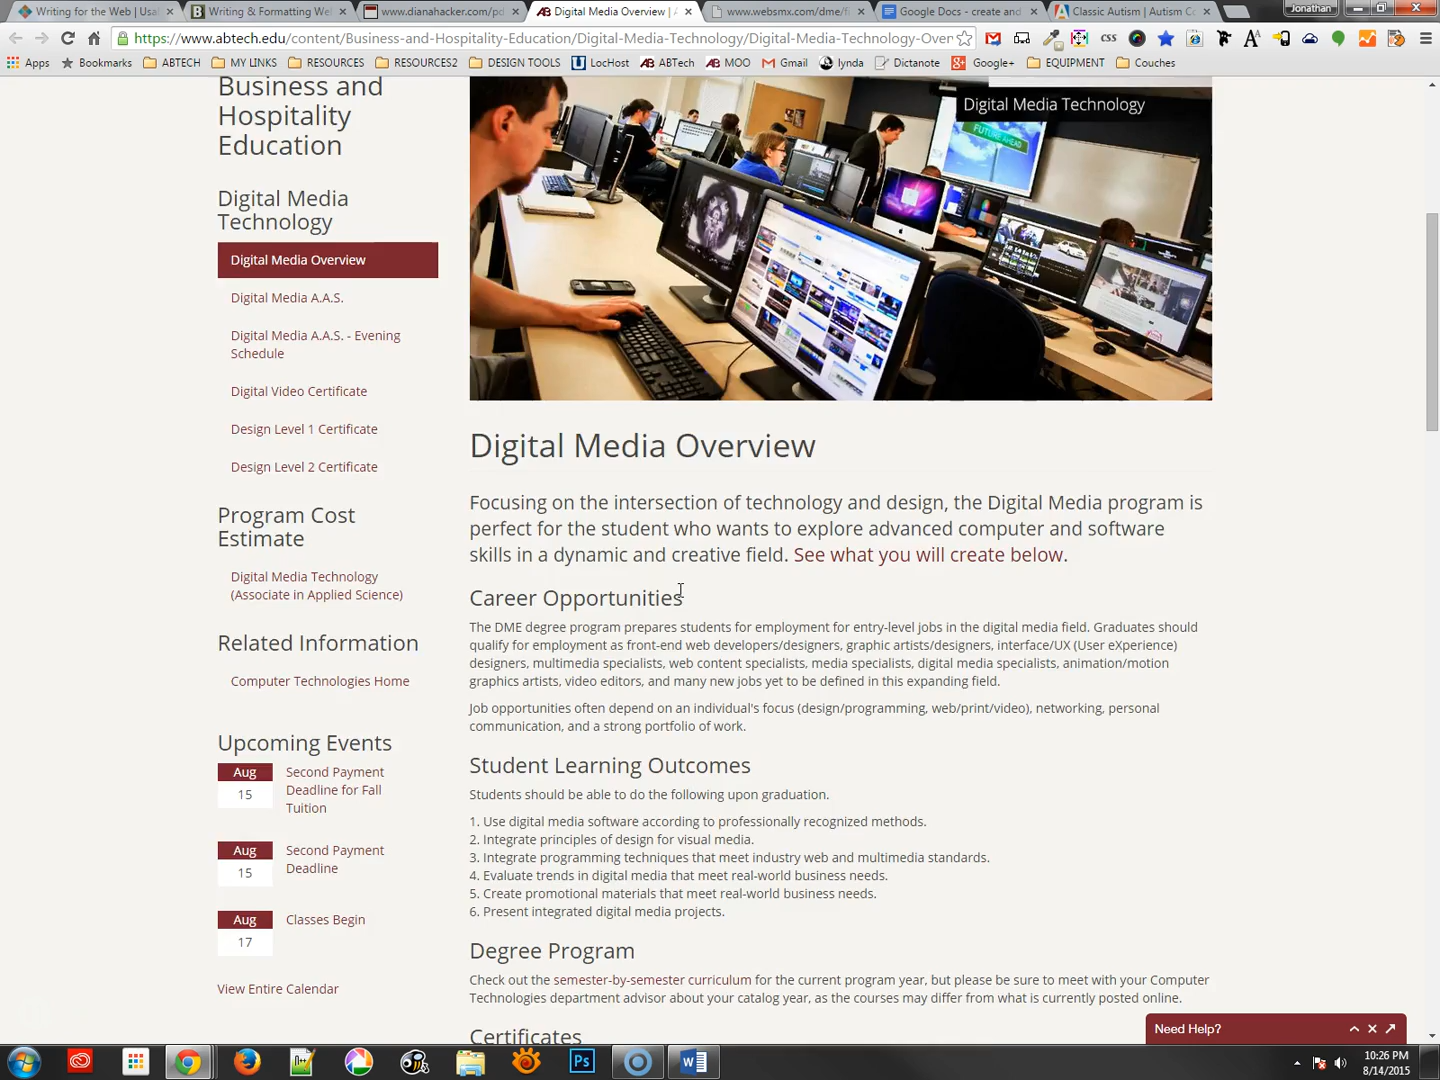 Writing for the Web | Usa
Writing & Formatting We
www.dianahacker.com/pd
Digital Media Overview | A
www.websmx.com/dme/fi
Google Docs - create and
Classic Autism | Autism Co
Jonathan
https://www.abtech.edu/content/Business-and-Hospitality-Education/Digital-Media-Technology/Digital-Media-Technology-Over
Apps
Bookmarks
ABTECH
MY LINKS
RESOURCES
RESOURCES2
DESIGN TOOLS
LocHost
ABTech
MOO
Gmail
lynda
Dictanote
Google+
EQUIPMENT
Couches
Business and
Hospitality
Education
Digital Media
Technology
Digital Media Overview
Digital Media A.A.S.
Digital Media A.A.S. - Evening
Schedule
Digital Video Certificate
Design Level 1 Certificate
Design Level 2 Certificate
Program Cost
Estimate
Digital Media Technology
(Associate in Applied Science)
Related Information
Computer Technologies Home
Upcoming Events
Aug
15
Second Payment
Deadline for Fall
Tuition
Aug
15
Second Payment
Deadline
Aug
17
Classes Begin
View Entire Calendar
Digital Media Technology
FUTURE AHEAD
Digital Media Overview
Focusing on the intersection of technology and design, the Digital Media program is
perfect for the student who wants to explore advanced computer and software
skills in a dynamic and creative field. See what you will create below.
Career Opportunities
The DME degree program prepares students for employment for entry-level jobs in the digital media field. Graduates should
qualify for employment as front-end web developers/designers, graphic artists/designers, interface/UX (User eXperience)
designers, multimedia specialists, web content specialists, media specialists, digital media specialists, animation/motion
graphics artists, video editors, and many new jobs yet to be defined in this expanding field.
Job opportunities often depend on an individual's focus (design/programming, web/print/video), networking, personal
communication, and a strong portfolio of work.
Student Learning Outcomes
Students should be able to do the following upon graduation.
1. Use digital media software according to professionally recognized methods.
2. Integrate principles of design for visual media.
3. Integrate programming techniques that meet industry web and multimedia standards.
4. Evaluate trends in digital media that meet real-world business needs.
5. Create promotional materials that meet real-world business needs.
6. Present integrated digital media projects.
Degree Program
Check out the semester-by-semester curriculum for the current program year, but please be sure to meet with your Computer
Technologies department advisor about your catalog year, as the courses may differ from what is currently posted online.
Certificates
Need Help?
10:26 PM
8/14/2015